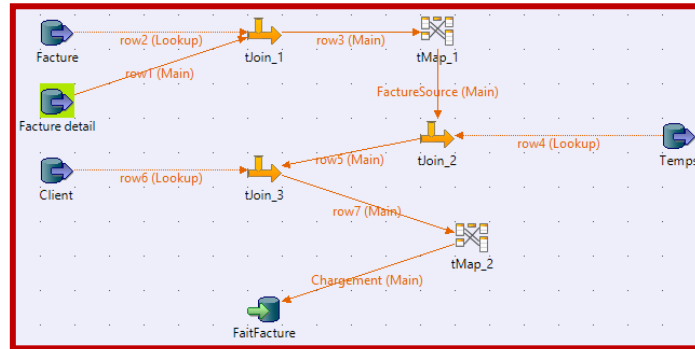 row2 (Lookup)
row3 (Main)
Facture
tJoin_1
tMap_1
row1 (Main)
FactureSource (Main)
Facture detail
row4 (Lookup)
row5 (Main)
tJoin_2
Temps
row6 (Lookup)
Client
tJoin_3
row7 (Main)
tMap_2
Chargement (Main)
FaitFacture